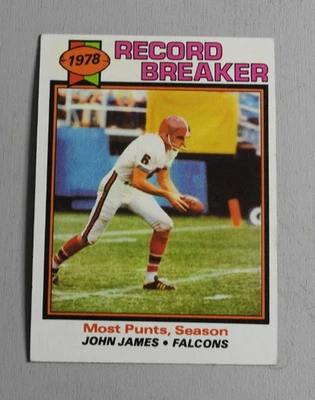 1978
RECORD
BREAKER
6
Most Punts, Season
JOHN JAMES • FALCONS